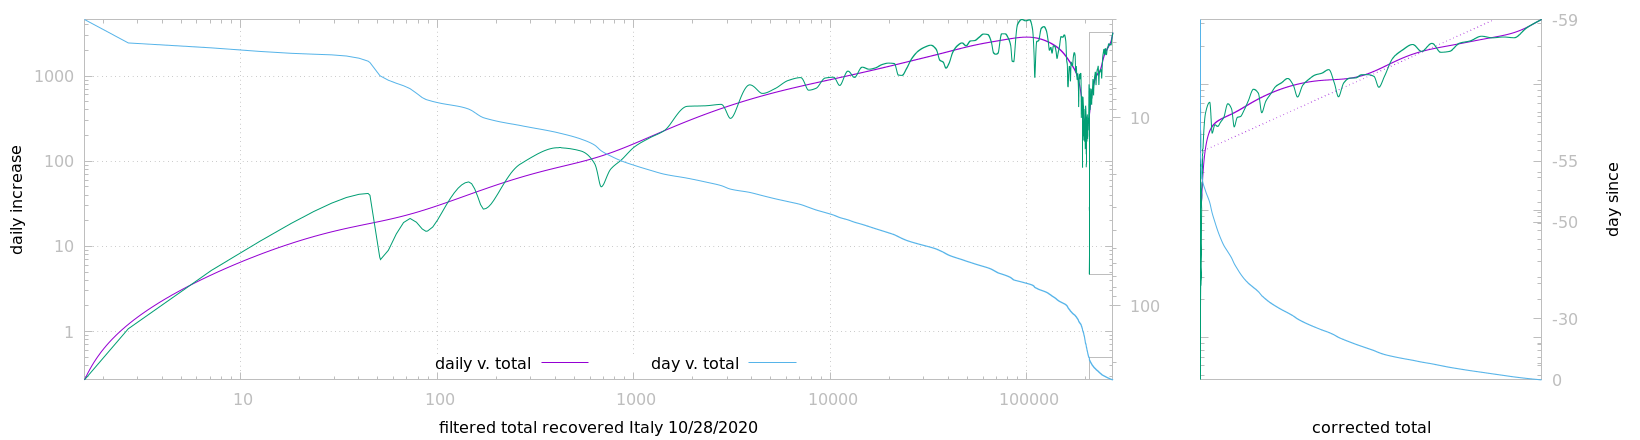 1000
100
10
1
daily increase
10
100
daily v. total
day v. total
10
100
1000
10000
100000
filtered total recovered Italy 10/28/2020
-59
-55
-50
-30
0
day since
corrected total